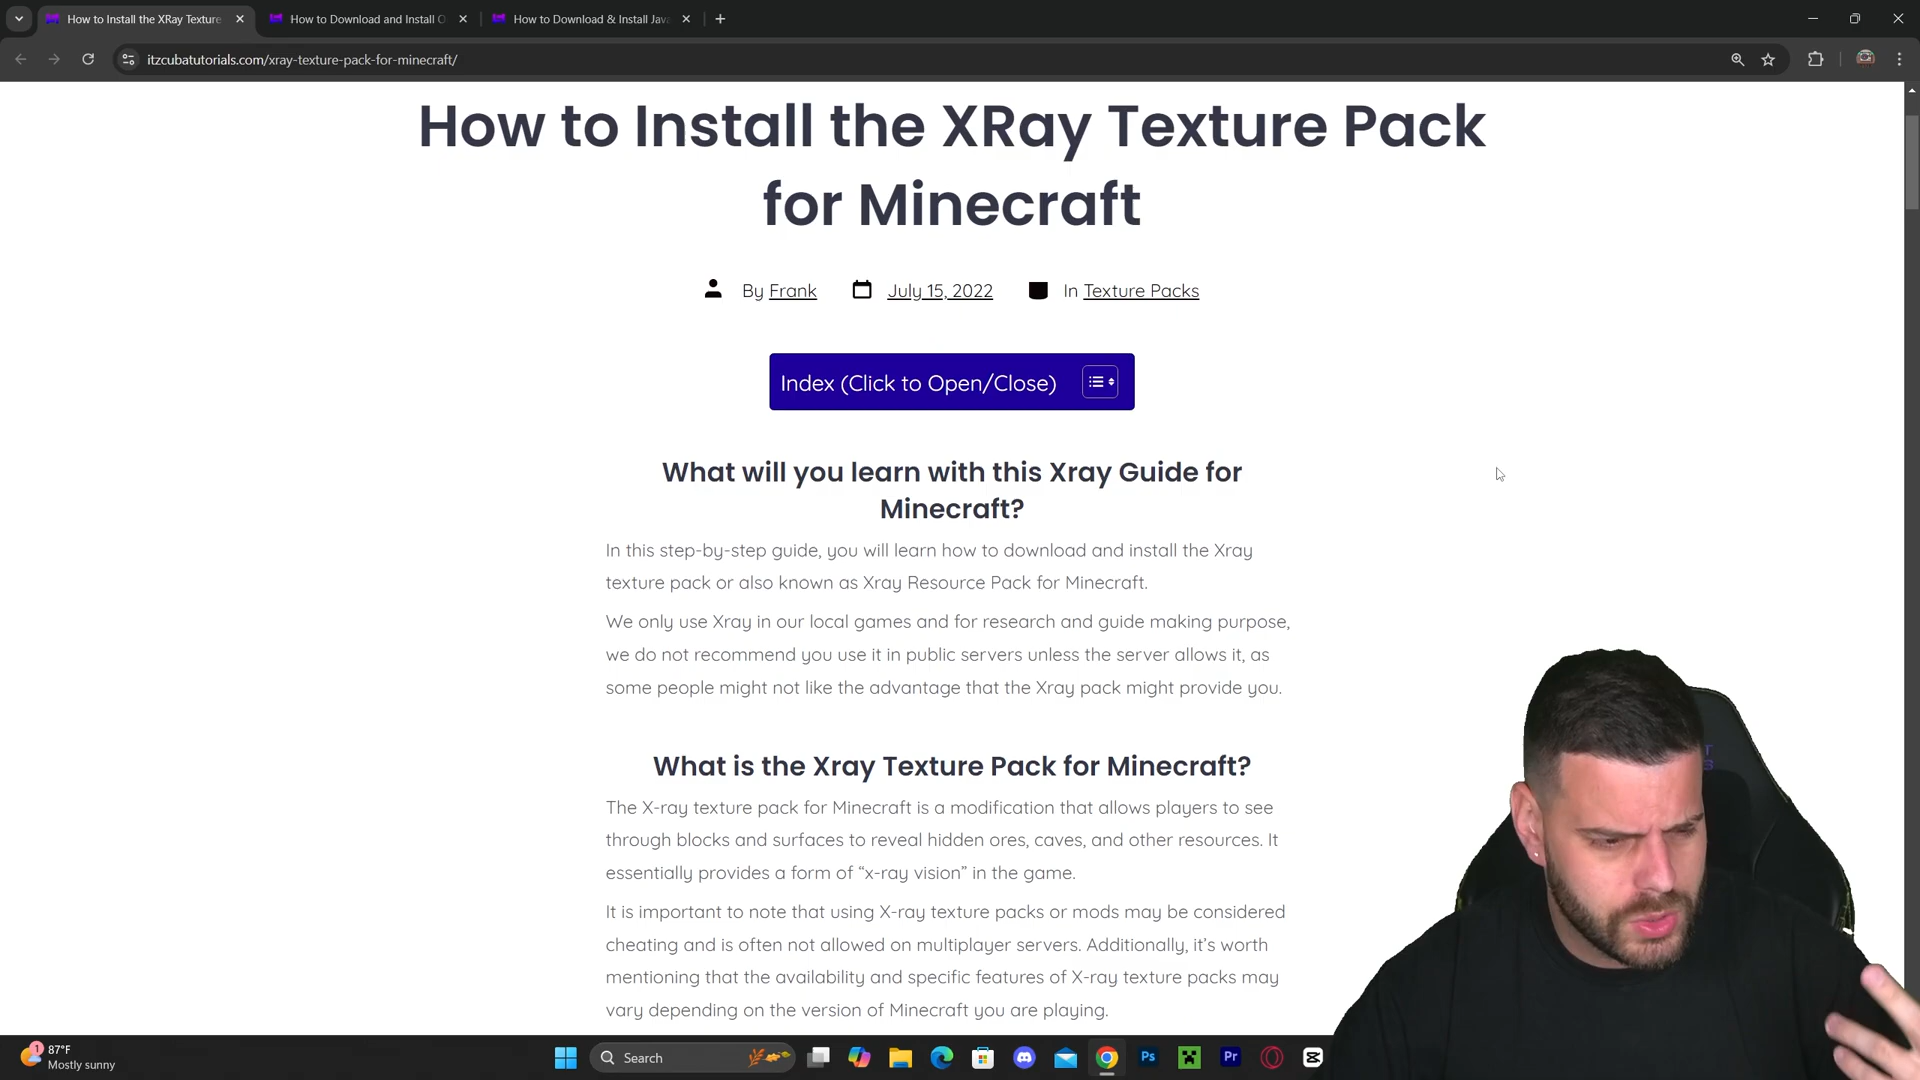 How to Install the XRay Texture
How to Download and Install O
How to Download & Install Java
itzcubatutorials.com/xray-texture-pack-for-minecraft/
How to Install the XRay Texture Pack
for Minecraft
By Frank July 15, 2022 In Texture Packs
Index (Click to Open/Close)
What will you learn with this Xray Guide for
Minecraft?
In this step-by-step guide, you will learn how to download and install the Xray
texture pack or also known as Xray Resource Pack for Minecraft.
We only use Xray in our local games and for research and guide making purpose,
we do not recommend you use it in public servers unless the server allows it, as
some people might not like the advantage that the Xray pack might provide you.
What is the Xray Texture Pack for Minecraft?
The X-ray texture pack for Minecraft is a modification that allows players to see
through blocks and surfaces to reveal hidden ores, caves, and other resources. It
essentially provides a form of “x-ray vision” in the game.
It is important to note that using X-ray texture packs or mods may be considered
cheating and is often not allowed on multiplayer servers. Additionally, it’s worth
mentioning that the availability and specific features of X-ray texture packs may
vary depending on the version of Minecraft you are playing.
1
87°F
Mostly sunny
Search
Ps
Pr